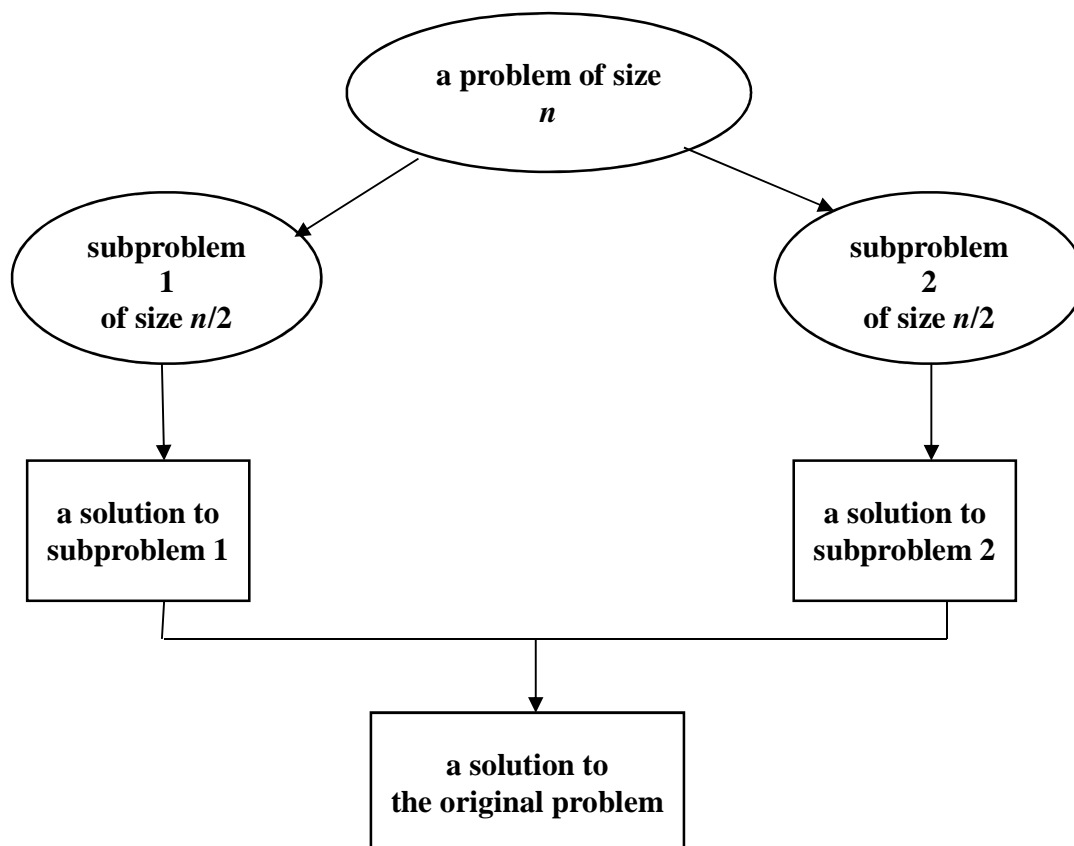 a problem of size
n
subproblem
1
of size n/2
subproblem
2
of size n/2
a solution to
subproblem 1
a solution to
subproblem 2
a solution to
the original problem